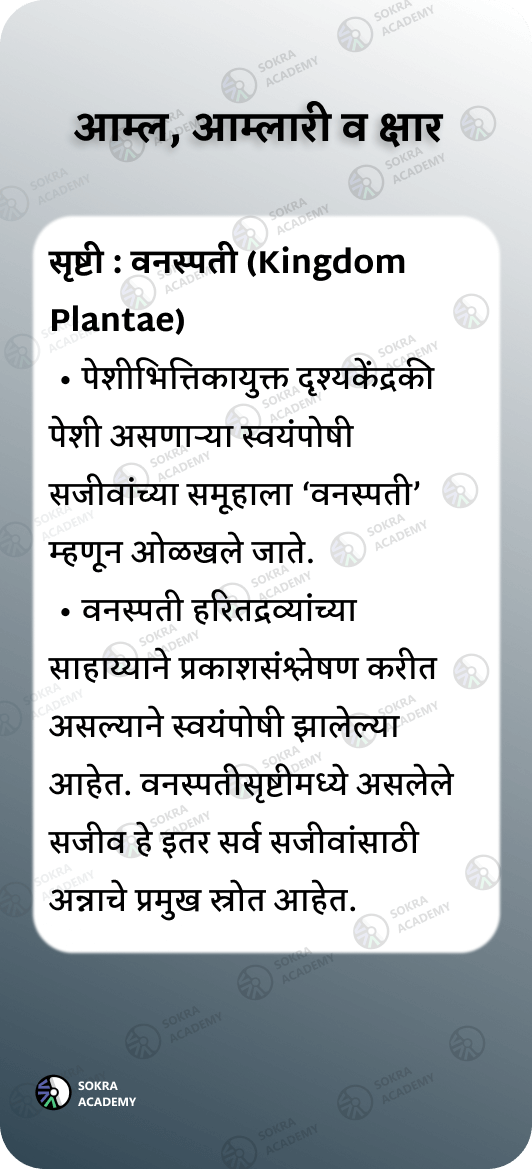 आम्ल, आम्लारी व क्षार
सृष्टी : वनस्पती (Kingdom
Plantae)
• पेशीभित्तिकायुक्त दृश्यकेंद्रकी
पेशी असणाऱ्या स्वयंपोषी
सजीवांच्या समूहाला ‘वनस्पती’
म्हणून ओळखले जाते.
• वनस्पती हरितद्रव्यांच्या
साहाय्याने प्रकाशसंश्लेषण करीत
असल्याने स्वयंपोषी झालेल्या
आहेत. वनस्पतीसृष्टीमध्ये असलेले
सजीव हे इतर सर्व सजीवांसाठी
अन्नाचे प्रमुख स्रोत आहेत.
SOKRA
ACADEMY